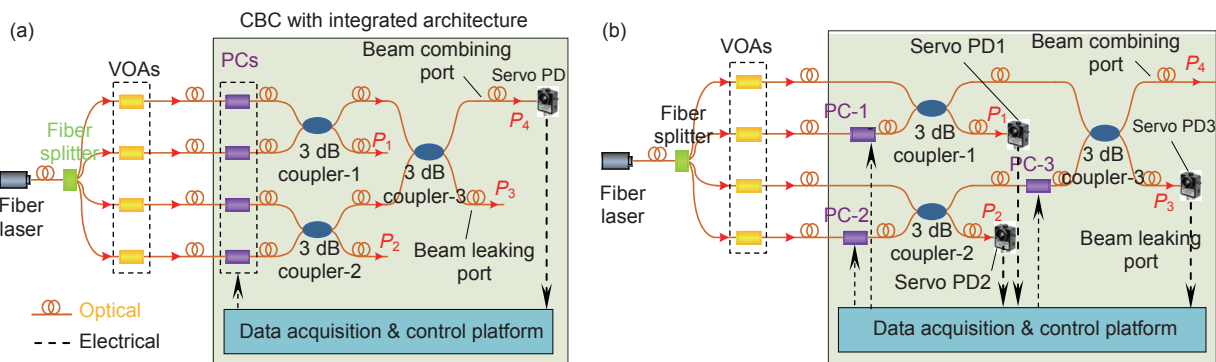 CBC with integrated architecture
(a)
VOAs
PCs
Beam combining
port
Servo PD
P4
Fiber
splitter
3 dB
coupler-1
P1
3 dB
coupler-3
P3
Fiber
laser
3 dB
coupler-2
P2
Beam leaking
port
Optical
Electrical
Data acquisition & control platform
(b)
VOAs
Servo PD1
Beam combining
port
P4
Fiber splitter
PC-1
3 dB
coupler-1
P1
Servo PD3
PC-3
3 dB
coupler-3
P3
Fiber
laser
PC-2
3 dB
coupler-2
P2
Servo PD2
Beam leaking
port
Data acquisition & control platform